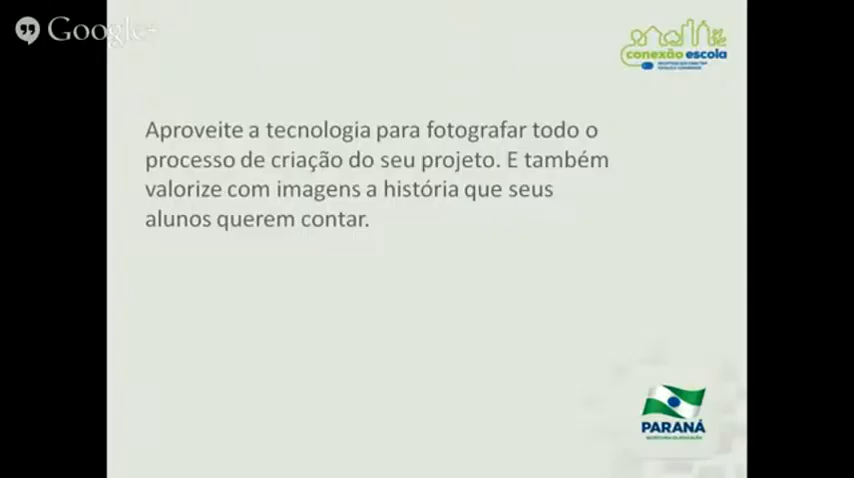 Google+
conexão escola
Aproveite a tecnologia para fotografar todo o
processo de criação do seu projeto. E também
valorize com imagens a história que seus
alunos querem contar.
PARANÁ